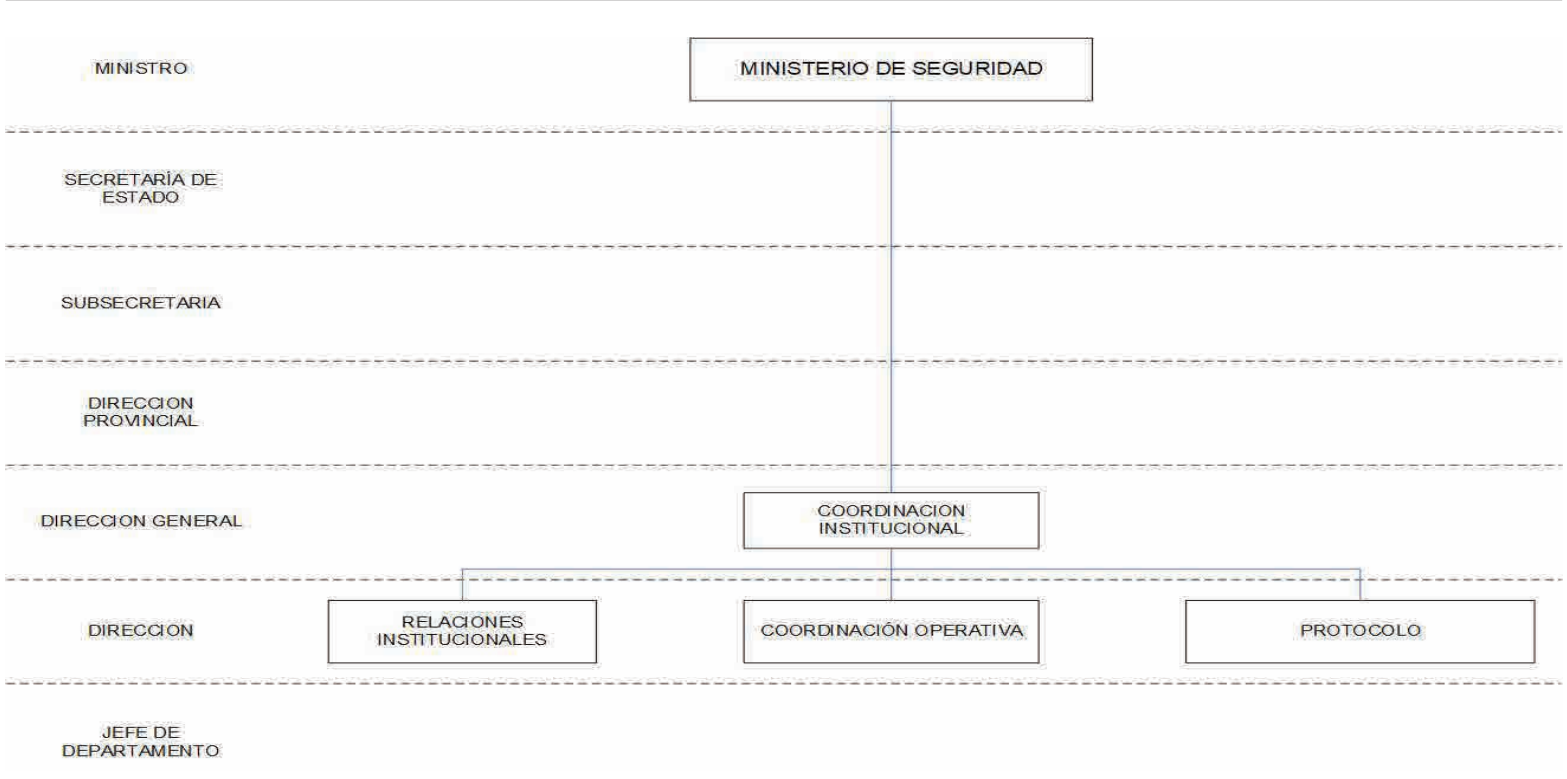 MINISTRO
MINISTERIO DE SEGURIDAD
SECRETARÍA DE
ESTADO
SUBSECRETARIA
DIRECCION
PROVINCIAL
DIRECCION GENERAL
COORDINACION
INSTITUCIONAL
DIRECCION
RELACIONES
INSTITUCIONALES
COORDINACIÓN OPERATIVA
PROTOCOLO
JEFE DE
DEPARTAMENTO